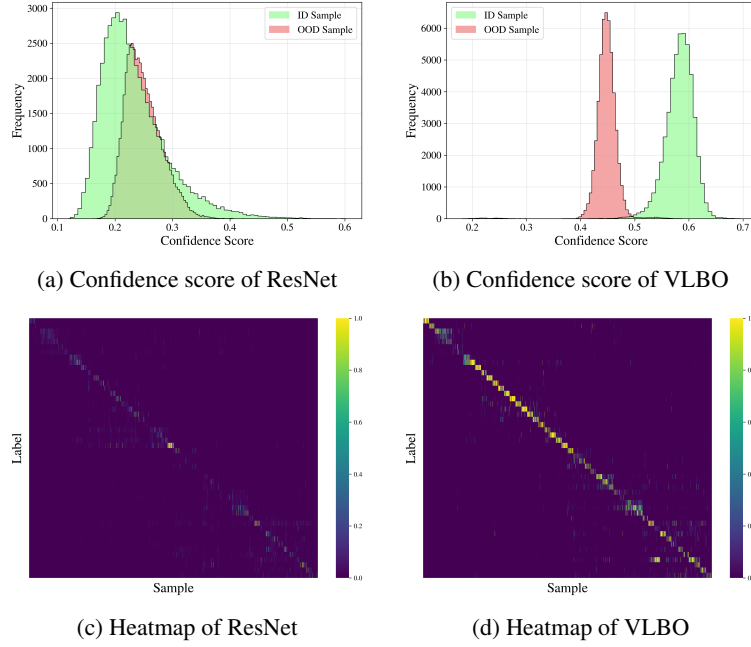 3000
2500
2000
1500
1000
500
0
Frequency
ID Sample
OOD Sample
0.1 0.2 0.3 0.4 0.5 0.6
Confidence Score
(a) Confidence score of ResNet
6000
5000
4000
3000
2000
1000
0
Frequency
ID Sample
OOD Sample
0.2 0.3 0.4 0.5 0.6 0.7
Confidence Score
(b) Confidence score of VLBO
Label
Sample
1.0
0.8
0.6
0.4
0.2
0.0
(c) Heatmap of ResNet
Label
Sample
(d) Heatmap of VLBO